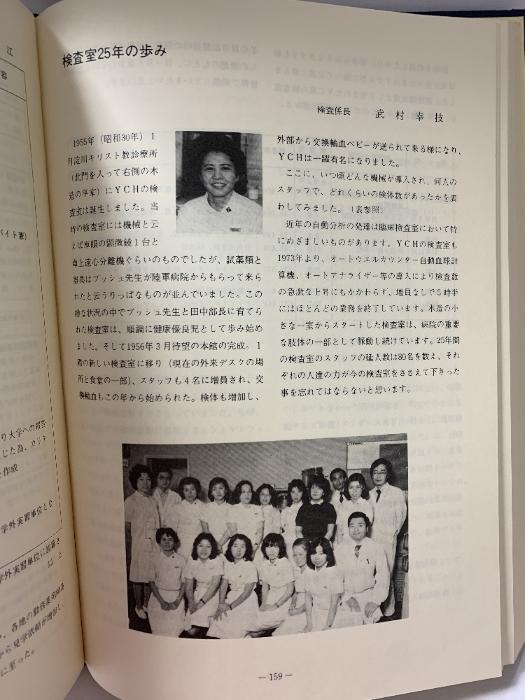 検査室25年の歩み
検査係長　武村幸技
1955年（昭和30年）1
月淀川キリスト教診療所
（北門を入って右側の木
造の平家）にYCHの検
査室は誕生しました。当
時の検査室には機械と云
えば単眼の顕微鏡1台と
卓上遠心分離機ぐらいのものでしたが、試薬類と
器具はブッシュ先生が陸軍病院からもらって来ら
れたと云うりっぱなものが並んでいました。この
様な状況の中でブッシュ先生と田中部長に育てら
れた検査室は、順調に健康優良児として歩み始め
ました。そして1956年3月待望の本館の完成。1
階の新しい検査室に移り（現在の外来デスクの場
所と食堂の一部）、スタッフも4名に増員され、交
換輸血もこの年から始められた。検体も増加し、
外部から交換輸血ベビーが送られて来る様になり、
YCHは一躍有名になりました。
ここに、いつ頃どんな機械が導入され、何人の
スタッフで、どれくらいの検体数があったかを表
わしてみました。（表参照）
近年の自動分析の発達は臨床検査室において特
にめざましいものがあります。YCHの検査室も
1973年より、オートウエルカウンター自動血球計
算機、オートアナライザー等の導入により検査数
の急激な上昇にもかかわらず、増員なしで5時半
にはほとんどの業務を終了しています。木造の小
さな一室からスタートした検査室は、病院の重要
な肢体の一部として稼動し続けています。25年間
の検査室のスタッフの延人数は80名を数え、それ
ぞれの人達の力が今の検査室をささえて下さった
事を忘れてはならないと思います。
—159—